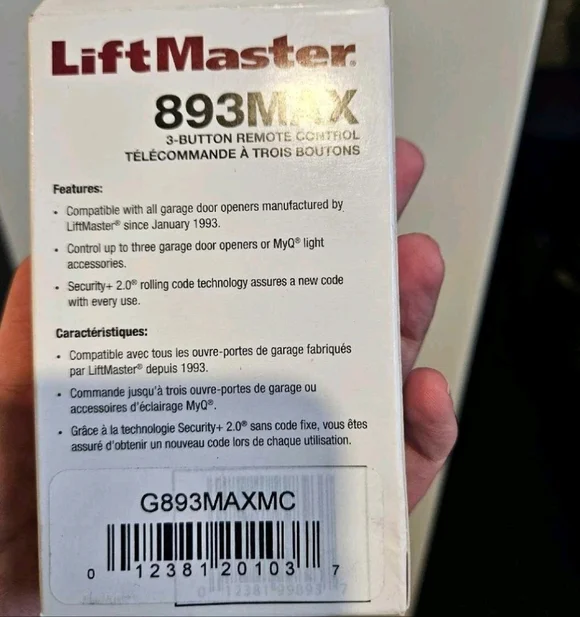 LiftMaster®
893MAX
3-BUTTON REMOTE CONTROL
TÉLÉCOMMANDE À TROIS BOUTONS
Features:
• Compatible with all garage door openers manufactured by
LiftMaster® since January 1993.
• Control up to three garage door openers or MyQ® light
accessories.
• Security+ 2.0® rolling code technology assures a new code
with every use.
Caractéristiques:
• Compatible avec tous les ouvre-portes de garage fabriqués
par LiftMaster® depuis 1993.
• Commande jusqu'à trois ouvre-portes de garage ou
accessoires d'éclairage MyQ®.
• Grâce à la technologie Security+ 2.0® sans code fixe, vous êtes
assuré d'obtenir un nouveau code lors de chaque utilisation.
G893MAXMC
0 12381 20103 7
0 12381 99893 7